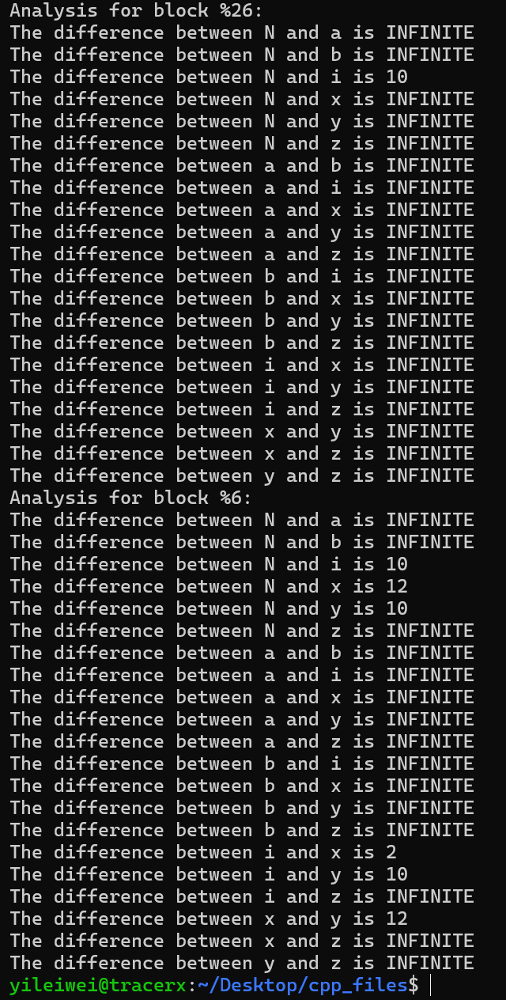 Analysis for block %26:
The difference between N and a is INFINITE
The difference between N and b is INFINITE
The difference between N and i is 10
The difference between N and x is INFINITE
The difference between N and y is INFINITE
The difference between N and z is INFINITE
The difference between a and b is INFINITE
The difference between a and i is INFINITE
The difference between a and x is INFINITE
The difference between a and y is INFINITE
The difference between a and z is INFINITE
The difference between b and i is INFINITE
The difference between b and x is INFINITE
The difference between b and y is INFINITE
The difference between b and z is INFINITE
The difference between i and x is INFINITE
The difference between i and y is INFINITE
The difference between i and z is INFINITE
The difference between x and y is INFINITE
The difference between x and z is INFINITE
The difference between y and z is INFINITE
Analysis for block %6:
The difference between N and a is INFINITE
The difference between N and b is INFINITE
The difference between N and i is 10
The difference between N and x is 12
The difference between N and y is 10
The difference between N and z is INFINITE
The difference between a and b is INFINITE
The difference between a and i is INFINITE
The difference between a and x is INFINITE
The difference between a and y is INFINITE
The difference between a and z is INFINITE
The difference between b and i is INFINITE
The difference between b and x is INFINITE
The difference between b and y is INFINITE
The difference between b and z is INFINITE
The difference between i and x is 2
The difference between i and y is 10
The difference between i and z is INFINITE
The difference between x and y is 12
The difference between x and z is INFINITE
The difference between y and z is INFINITE
yileiwei@tracerx:~/Desktop/cpp_files$